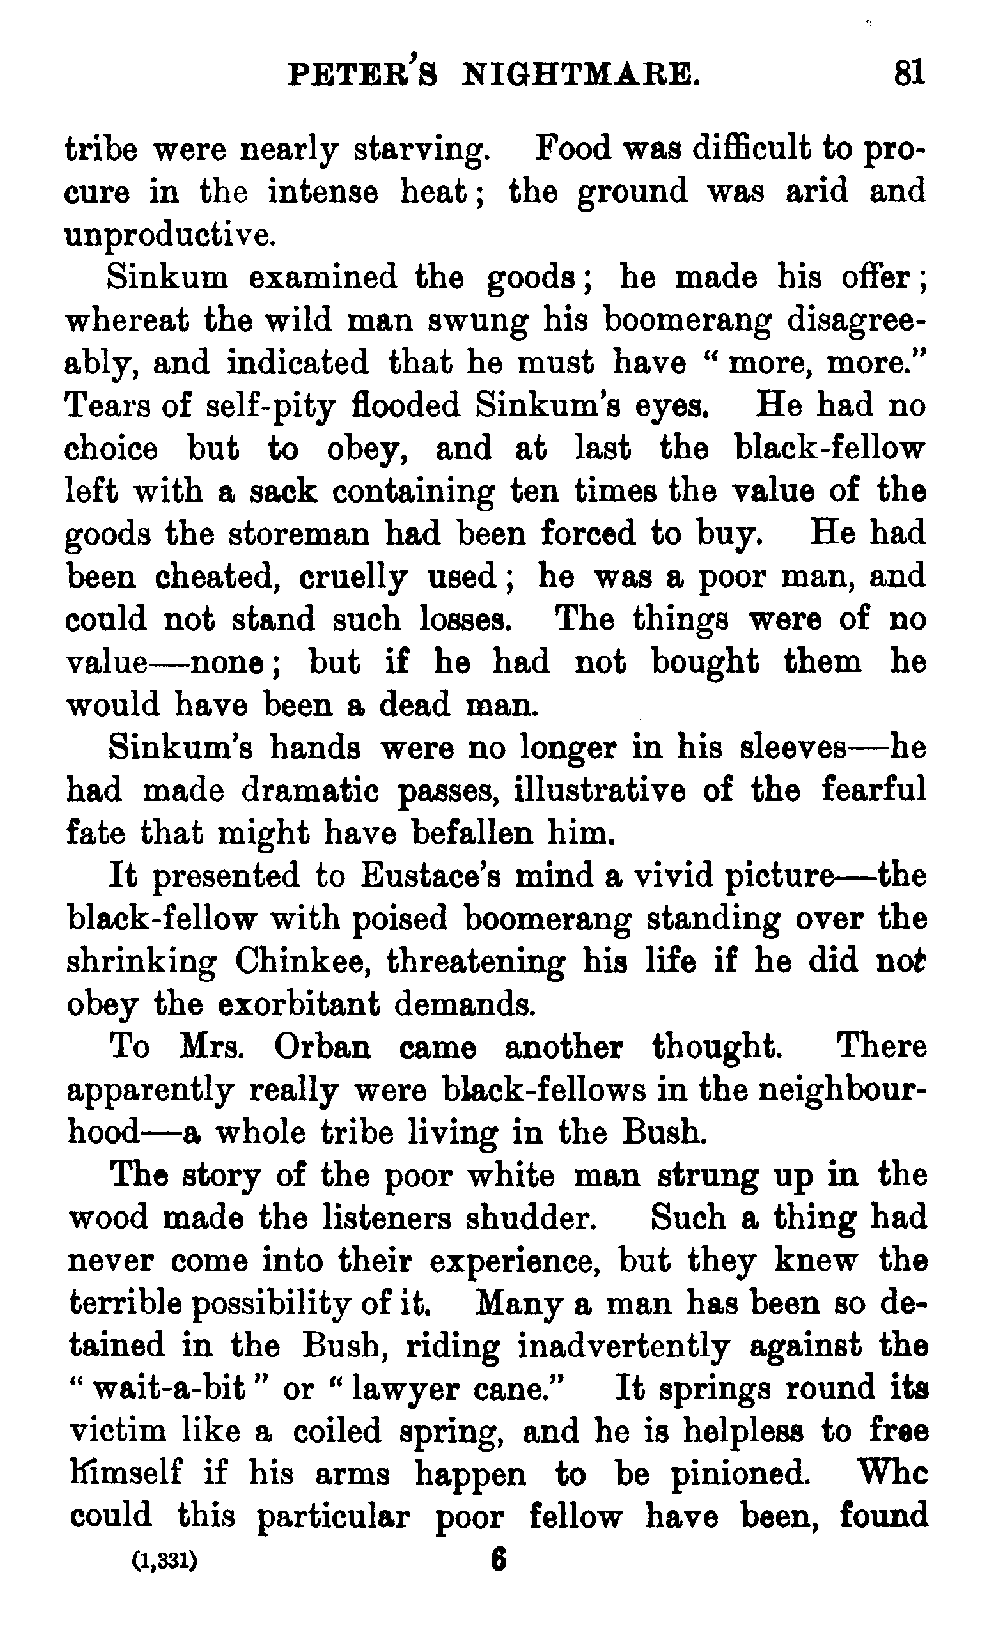 PETER'S NIGHTMARE. 81
tribe were nearly starving. Food was difficult to pro-
cure in the intense heat; the ground was arid and
unproductive.
Sinkum examined the goods; he made his offer;
whereat the wild man swung his boomerang disagree-
ably, and indicated that he must have "more, more."
Tears of self-pity flooded Sinkum's eyes. He had no
choice but to obey, and at last the black-fellow
left with a sack containing ten times the value of the
goods the storeman had been forced to buy. He had
been cheated, cruelly used; he was a poor man, and
could not stand such losses. The things were of no
value—none; but if he had not bought them he
would have been a dead man.
Sinkum's hands were no longer in his sleeves—he
had made dramatic passes, illustrative of the fearful
fate that might have befallen him.
It presented to Eustace's mind a vivid picture—the
black-fellow with poised boomerang standing over the
shrinking Chinkee, threatening his life if he did not
obey the exorbitant demands.
To Mrs. Orban came another thought. There
apparently really were black-fellows in the neighbour-
hood—a whole tribe living in the Bush.
The story of the poor white man strung up in the
wood made the listeners shudder. Such a thing had
never come into their experience, but they knew the
terrible possibility of it. Many a man has been so de-
tained in the Bush, riding inadvertently against the
"wait-a-bit" or "lawyer cane." It springs round its
victim like a coiled spring, and he is helpless to free
himself if his arms happen to be pinioned. Who
could this particular poor fellow have been, found
(1,331) 6